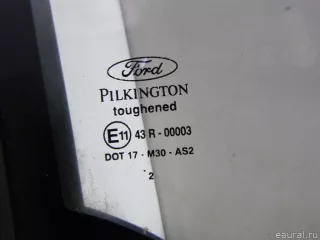 Ford
PILKINGTON
toughened
E11 43 R-00003
DOT 17 - M30 - AS2
2
eaural.ru